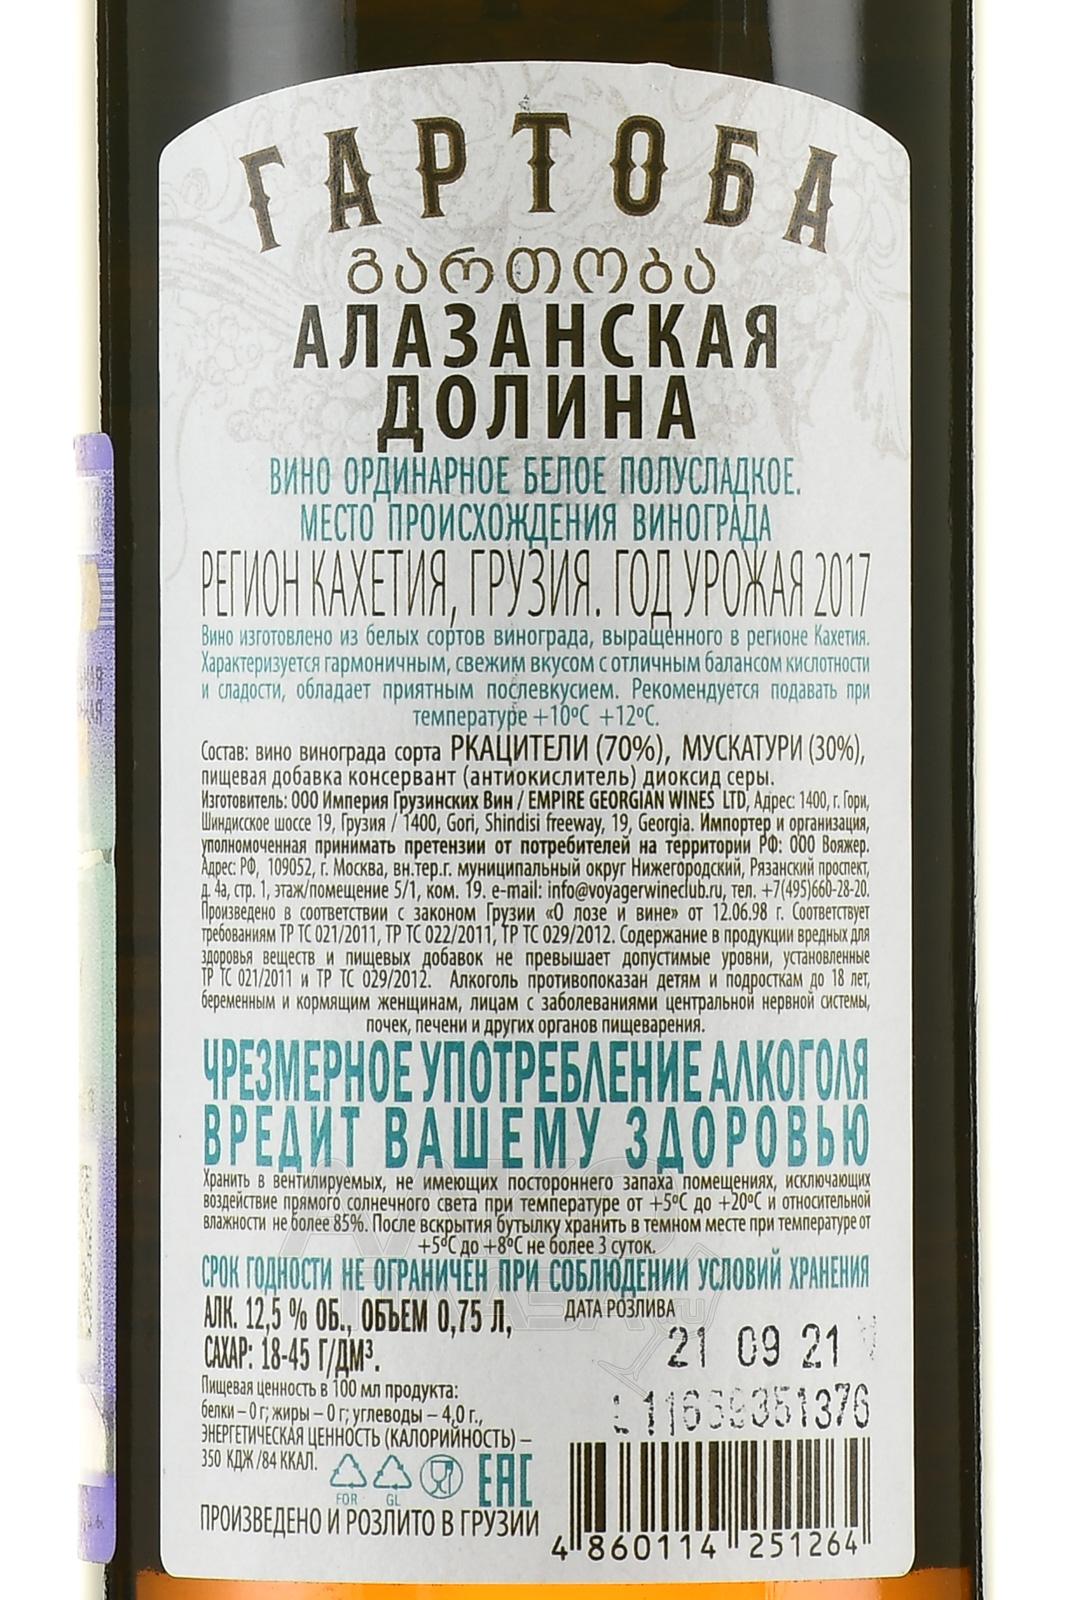 ГАРТОБА
გართობა
АЛАЗАНСКАЯ
ДОЛИНА
ВИНО ОРДИНАРНОЕ БЕЛОЕ ПОЛУСЛАДКОЕ.
МЕСТО ПРОИСХОЖДЕНИЯ ВИНОГРАДА
РЕГИОН КАХЕТИЯ, ГРУЗИЯ. ГОД УРОЖАЯ 2017
Вино изготовлено из белых сортов винограда, выращенного в регионе Кахетия.
Характеризуется гармоничным, свежим вкусом с отличным балансом кислотности
и сладости, обладает приятным послевкусием. Рекомендуется подавать при
температуре +10ºС +12ºС.
Состав: вино винограда сорта РКАЦИТЕЛИ (70%), МУСКАТУРИ (30%),
пищевая добавка консервант (антиокислитель) диоксид серы.
Изготовитель: ООО Империя Грузинских Вин / EMPIRE GEORGIAN WINES LTD, Адрес: 1400, г. Гори,
Шиндисское шоссе 19, Грузия / 1400, Gori, Shindisi freeway, 19, Georgia. Импортер и организация,
уполномоченная принимать претензии от потребителей на территории РФ: ООО Вояжер.
Адрес: РФ, 109052, г. Москва, вн.тер.г. муниципальный округ Нижегородский, Рязанский проспект,
д. 4а, стр. 1, этаж/помещение 5/1, ком. 19. e-mail: info@voyagerwineclub.ru, тел. +7(495)660-28-20.
Произведено в соответствии с законом Грузии «О лозе и вине» от 12.06.98 г. Соответствует
требованиям ТР ТС 021/2011, ТР ТС 022/2011, ТР ТС 029/2012. Содержание в продукции вредных для
здоровья веществ и пищевых добавок не превышает допустимые уровни, установленные
ТР ТС 021/2011 и ТР ТС 029/2012. Алкоголь противопоказан детям и подросткам до 18 лет,
беременным и кормящим женщинам, лицам с заболеваниями центральной нервной системы,
почек, печени и других органов пищеварения.
ЧРЕЗМЕРНОЕ УПОТРЕБЛЕНИЕ АЛКОГОЛЯ
ВРЕДИТ ВАШЕМУ ЗДОРОВЬЮ
Хранить в вентилируемых, не имеющих постороннего запаха помещениях, исключающих
воздействие прямого солнечного света при температуре от +5ºС до +20ºС и относительной
влажности не более 85%. После вскрытия бутылку хранить в темном месте при температуре от
+5ºС до +8ºС не более 3 суток.
СРОК ГОДНОСТИ НЕ ОГРАНИЧЕН ПРИ СОБЛЮДЕНИИ УСЛОВИЙ ХРАНЕНИЯ
АЛК. 12,5 % ОБ., ОБЪЕМ 0,75 Л,
САХАР: 18-45 Г/ДМ³.
ДАТА РОЗЛИВА
21 09 21
L11659351376
Пищевая ценность в 100 мл продукта:
белки – 0 г; жиры – 0 г; углеводы – 4,0 г.,
ЭНЕРГЕТИЧЕСКАЯ ЦЕННОСТЬ (КАЛОРИЙНОСТЬ) –
350 КДЖ /84 ККАЛ.
FOR GL EAC
ПРОИЗВЕДЕНО И РОЗЛИТО В ГРУЗИИ
4 860114 251264